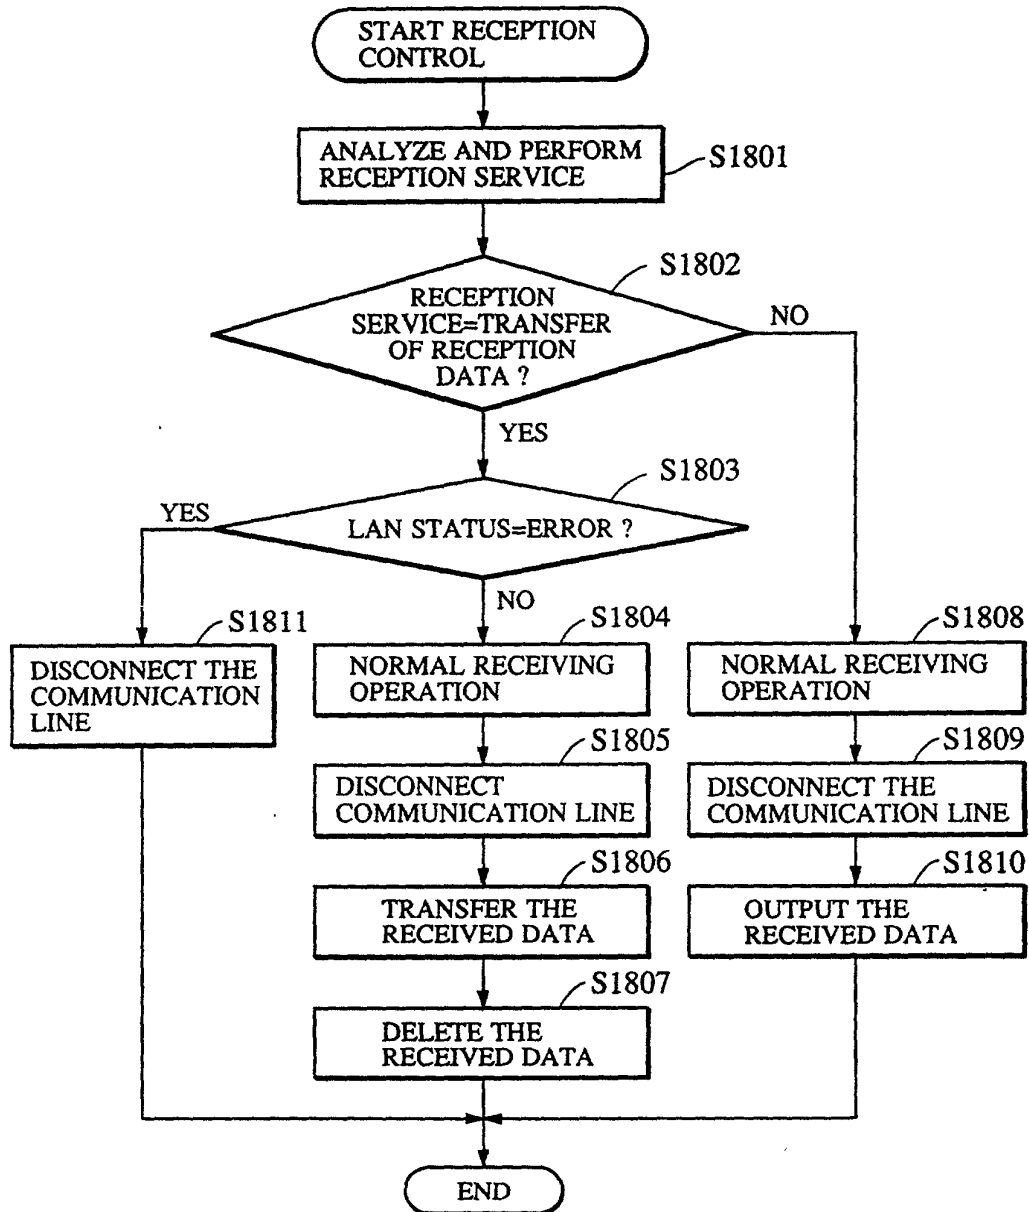 START RECEPTION
CONTROL
ANALYZE AND PERFORM
RECEPTION SERVICE
S1801
S1802
RECEPTION
SERVICE=TRANSFER
OF RECEPTION
DATA ?
NO
YES
S1803
YES
LAN STATUS=ERROR ?
NO
S1811
DISCONNECT THE
COMMUNICATION
LINE
S1804
NORMAL RECEIVING
OPERATION
S1808
NORMAL RECEIVING
OPERATION
S1805
DISCONNECT
COMMUNICATION LINE
S1809
DISCONNECT THE
COMMUNICATION LINE
S1806
TRANSFER THE
RECEIVED DATA
S1810
OUTPUT THE
RECEIVED DATA
S1807
DELETE THE
RECEIVED DATA
END